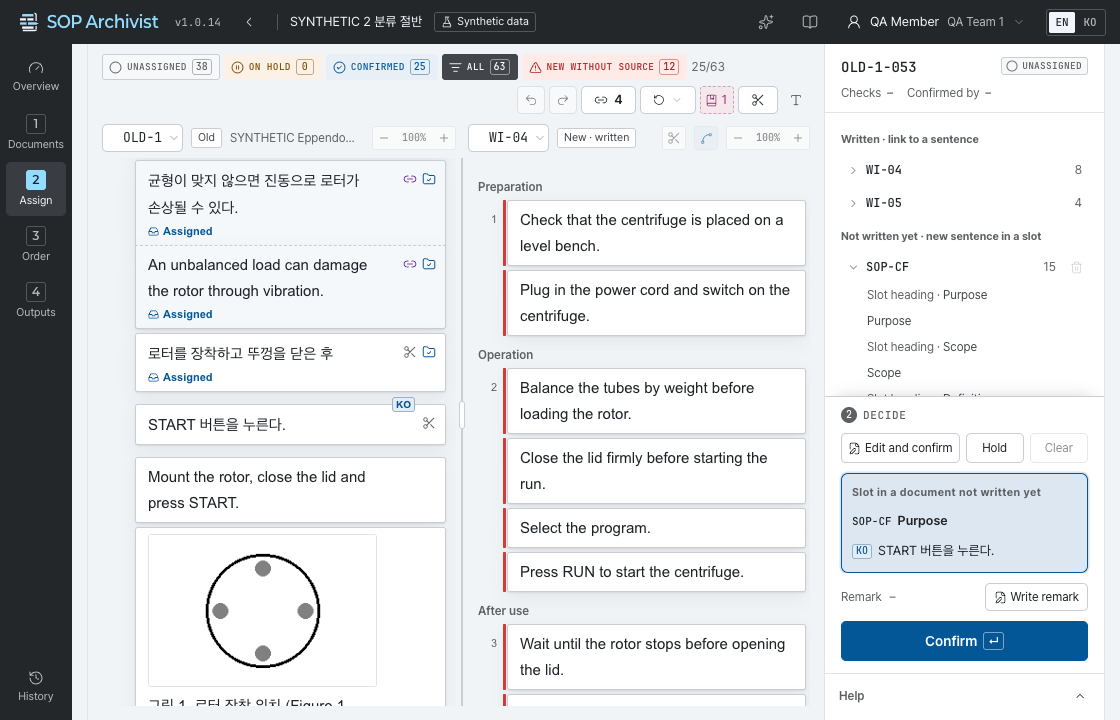 SOP Archivist v1.0.14 SYNTHETIC 2 분류 절반 Synthetic data QA Member QA Team 1 EN KO
Overview
1
Documents
2
Assign
3
Order
4
Outputs
History
UNASSIGNED 38 ON HOLD 0 CONFIRMED 25 ALL 63 NEW WITHOUT SOURCE 12 25/63
4 1 T
OLD-1 Old SYNTHETIC Eppendo... 100%
균형이 맞지 않으면 진동으로 로터가
손상될 수 있다.
Assigned
An unbalanced load can damage
the rotor through vibration.
Assigned
로터를 장착하고 뚜껑을 닫은 후
Assigned
KO
START 버튼을 누른다.
Mount the rotor, close the lid and
press START.
WI-04 New · written 100%
Preparation
1 Check that the centrifuge is placed on a
level bench.
Plug in the power cord and switch on the
centrifuge.
Operation
2 Balance the tubes by weight before
loading the rotor.
Close the lid firmly before starting the
run.
Select the program.
Press RUN to start the centrifuge.
After use
3 Wait until the rotor stops before opening
the lid.
OLD-1-053 UNASSIGNED
Checks – Confirmed by –
Written · link to a sentence
WI-04 8
WI-05 4
Not written yet · new sentence in a slot
SOP-CF 15
Slot heading · Purpose
Purpose
Slot heading · Scope
Scope
2 DECIDE
Edit and confirm Hold Clear
Slot in a document not written yet
SOP-CF Purpose
KO START 버튼을 누른다.
Remark – Write remark
Confirm
Help